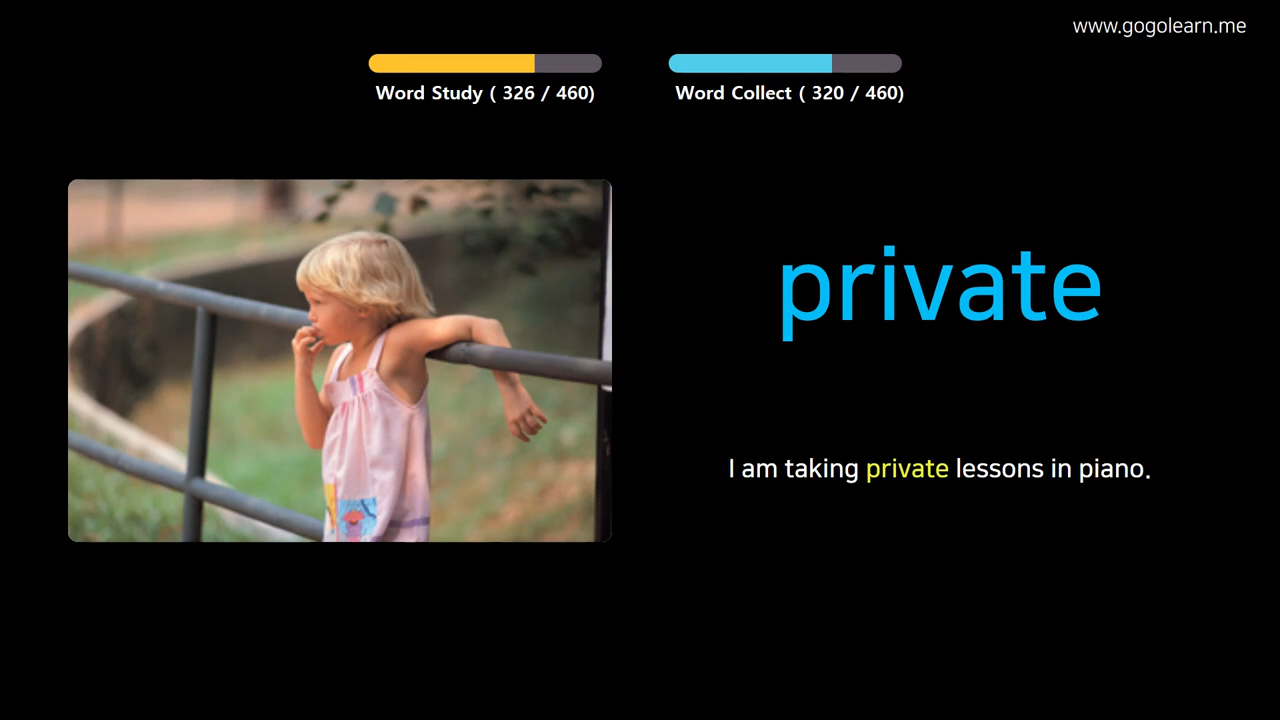 www.gogolearn.me
Word Study ( 326 / 460)
Word Collect ( 320 / 460)
private
I am taking private lessons in piano.